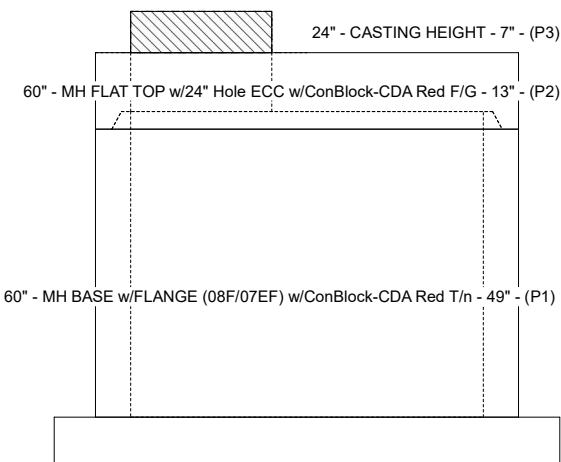 24" - CASTING HEIGHT - 7" - (P3)
60" - MH FLAT TOP w/24" Hole ECC w/ConBlock-CDA Red F/G - 13" - (P2)
60" - MH BASE w/FLANGE (08F/07EF) w/ConBlock-CDA Red T/n - 49" - (P1)